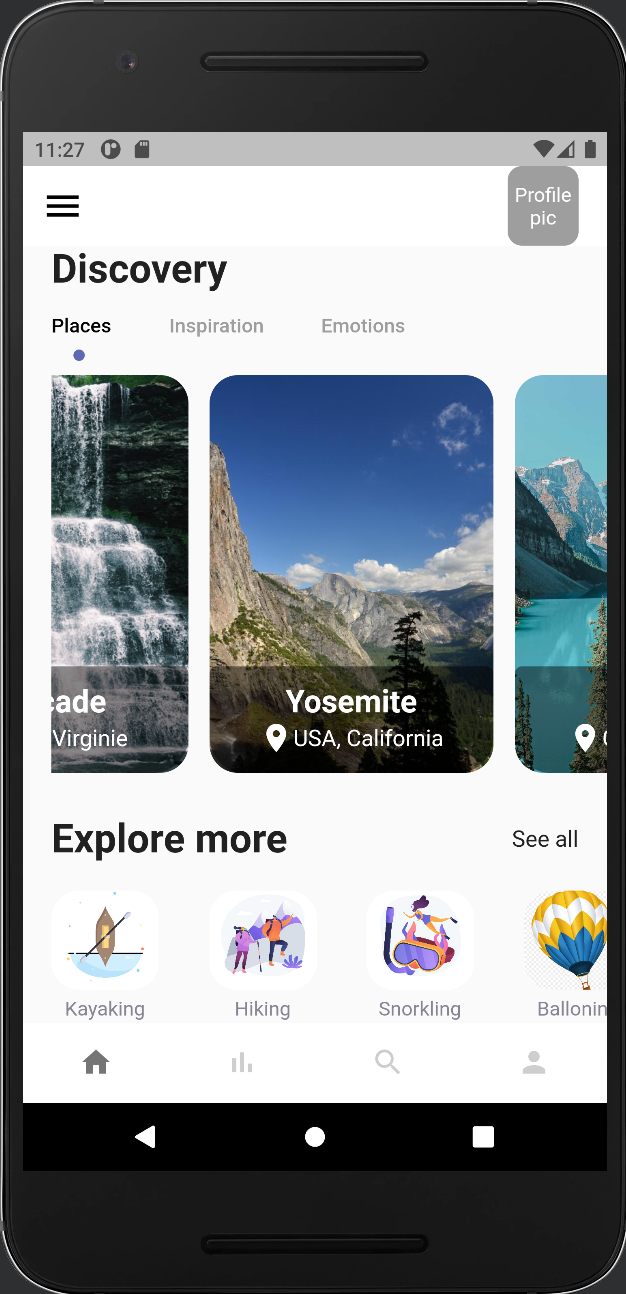 11:27
Profile
pic
Discovery
Places Inspiration Emotions
cade
Virginie
Yosemite
USA, California
Explore more
See all
Kayaking Hiking Snorkling Ballonin